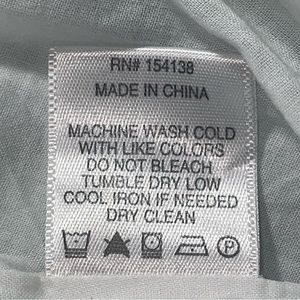 RN# 154138
MADE IN CHINA
MACHINE WASH COLD
WITH LIKE COLORS
DO NOT BLEACH
TUMBLE DRY LOW
COOL IRON IF NEEDED
DRY CLEAN
P